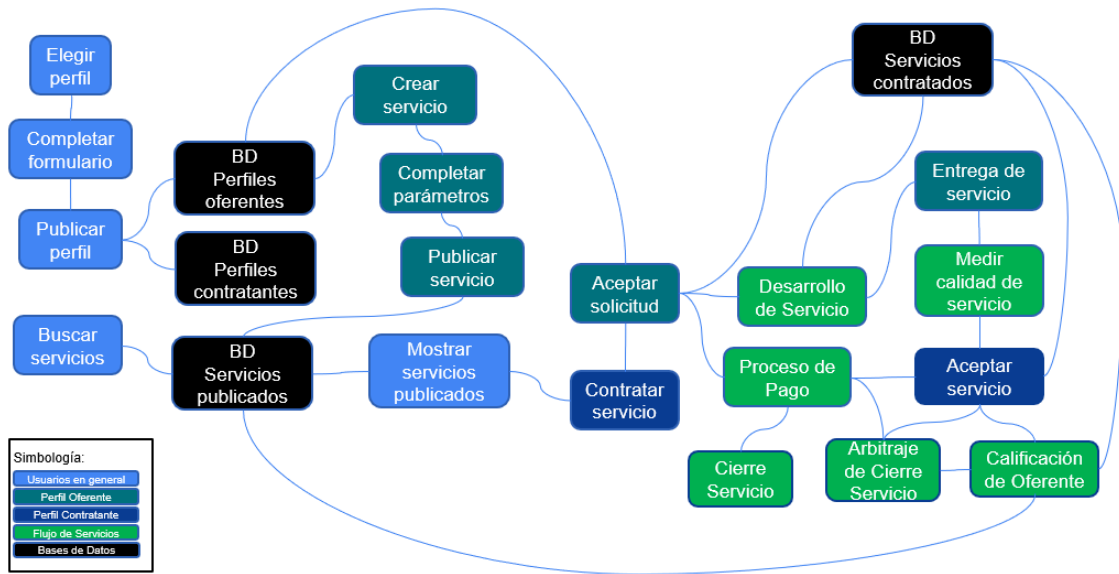 Elegir
perfil
Completar
formulario
Publicar
perfil
BD
Perfiles
oferentes
BD
Perfiles
contratantes
Crear
servicio
Completar
parámetros
Publicar
servicio
Buscar
servicios
BD
Servicios
publicados
Mostrar
servicios
publicados
Aceptar
solicitud
Contratar
servicio
BD
Servicios
contratados
Entrega de
servicio
Desarrollo
de Servicio
Medir
calidad de
servicio
Proceso de
Pago
Aceptar
servicio
Cierre
Servicio
Arbitraje
de Cierre
Servicio
Calificación
de Oferente
Simbología:
Usuarios en general
Perfil Oferente
Perfil Contratante
Flujo de Servicios
Bases de Datos